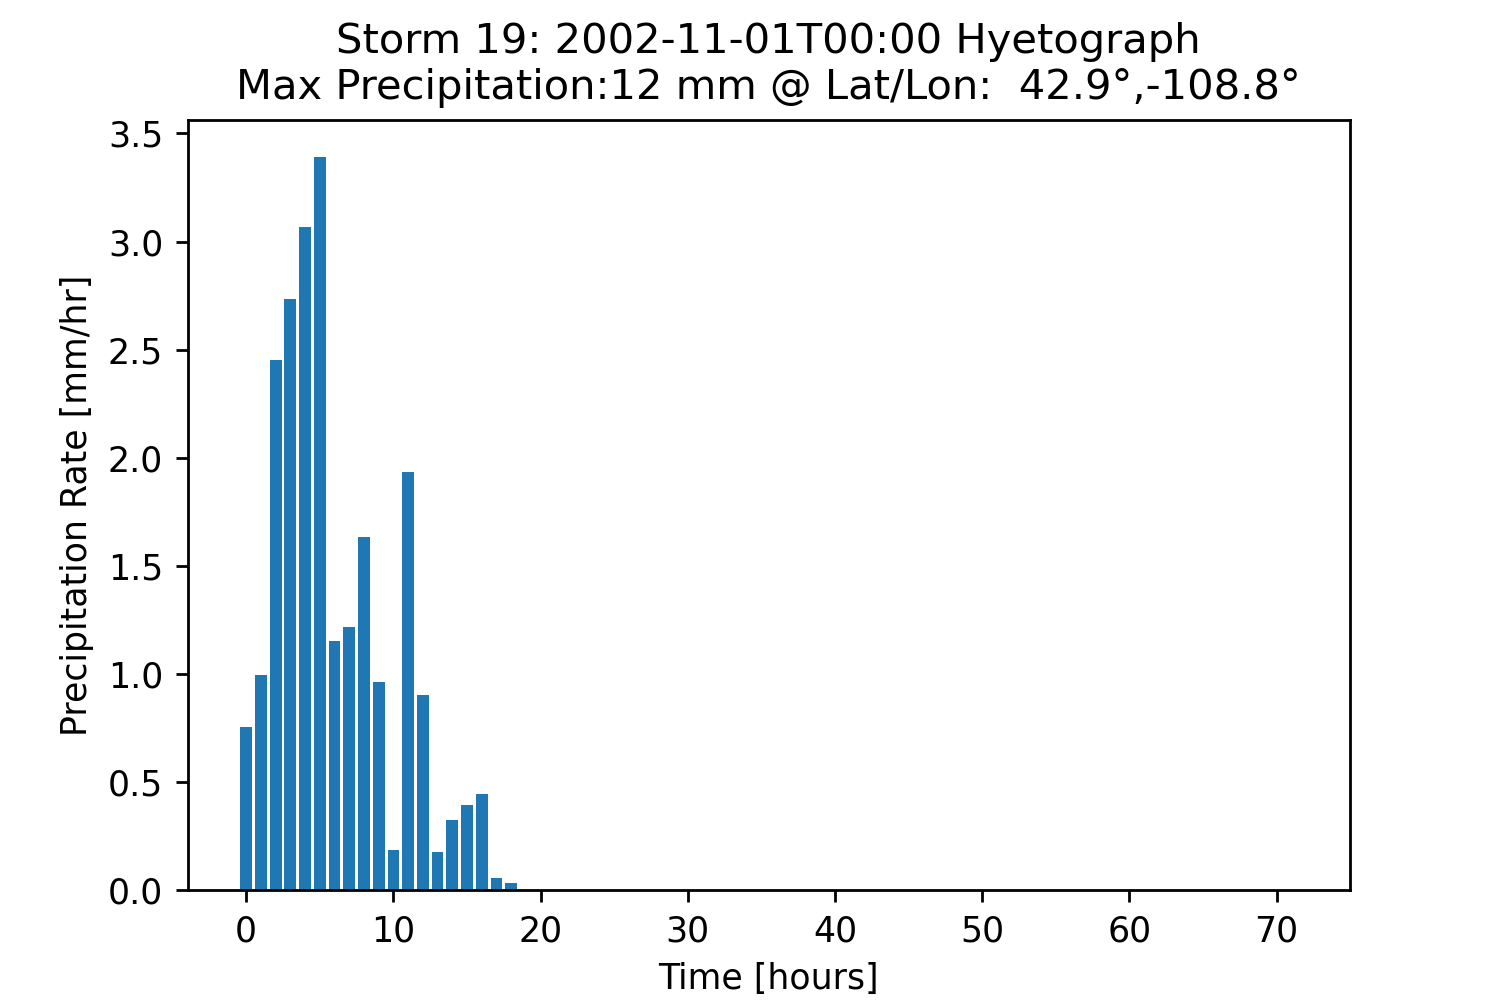 Storm 19: 2002-11-01T00:00 Hyetograph
Max Precipitation:12 mm @ Lat/Lon:  42.9°,-108.8°
3.5
3.0
2.5
2.0
1.5
1.0
0.5
0.0
Precipitation Rate [mm/hr]
0 10 20 30 40 50 60 70
Time [hours]